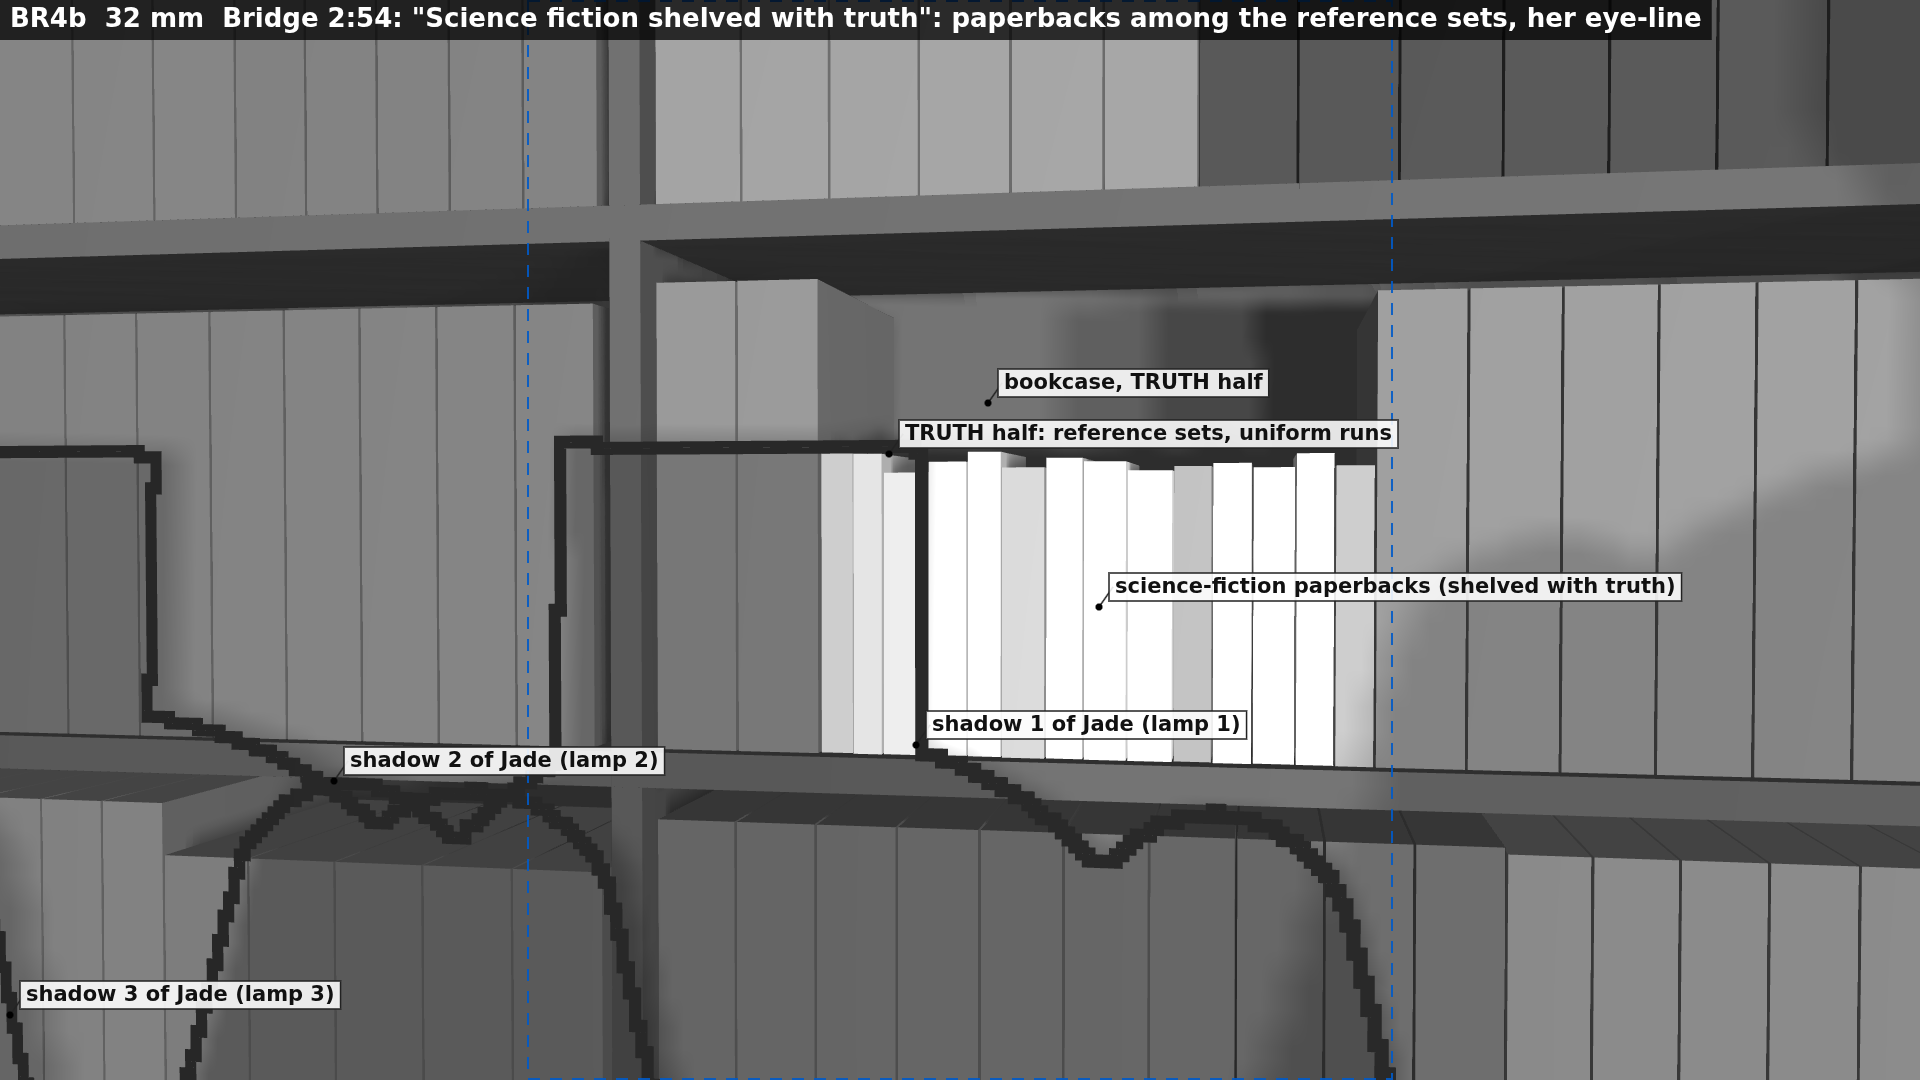 BR4b 32 mm Bridge 2:54: "Science fiction shelved with truth": paperbacks among the reference sets, her eye-line
bookcase, TRUTH half
TRUTH half: reference sets, uniform runs
science-fiction paperbacks (shelved with truth)
shadow 1 of Jade (lamp 1)
shadow 2 of Jade (lamp 2)
shadow 3 of Jade (lamp 3)